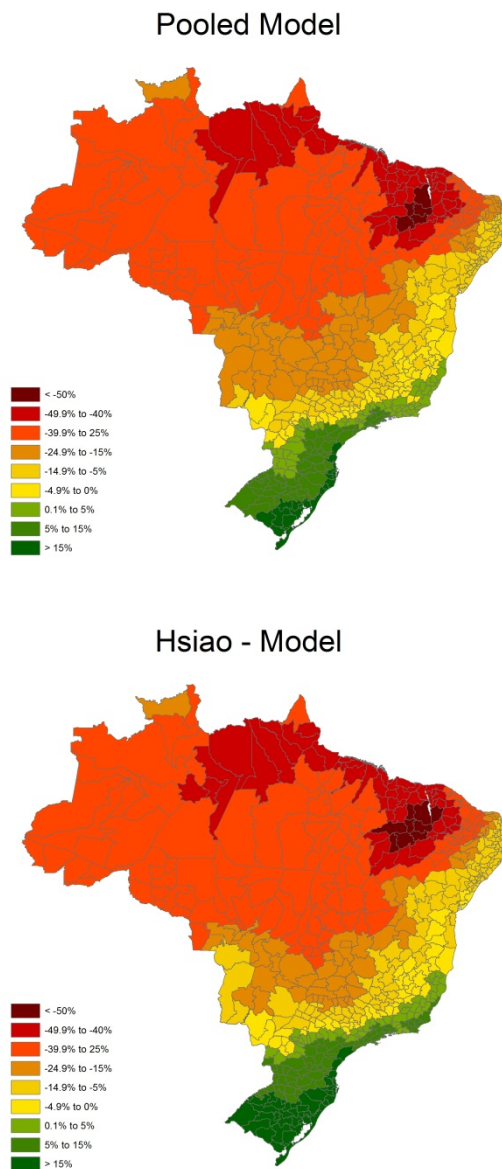 Pooled Model
< -50%
-49.9% to -40%
-39.9% to 25%
-24.9% to -15%
-14.9% to -5%
-4.9% to 0%
0.1% to 5%
5% to 15%
> 15%
Hsiao - Model
< -50%
-49.9% to -40%
-39.9% to 25%
-24.9% to -15%
-14.9% to -5%
-4.9% to 0%
0.1% to 5%
5% to 15%
> 15%